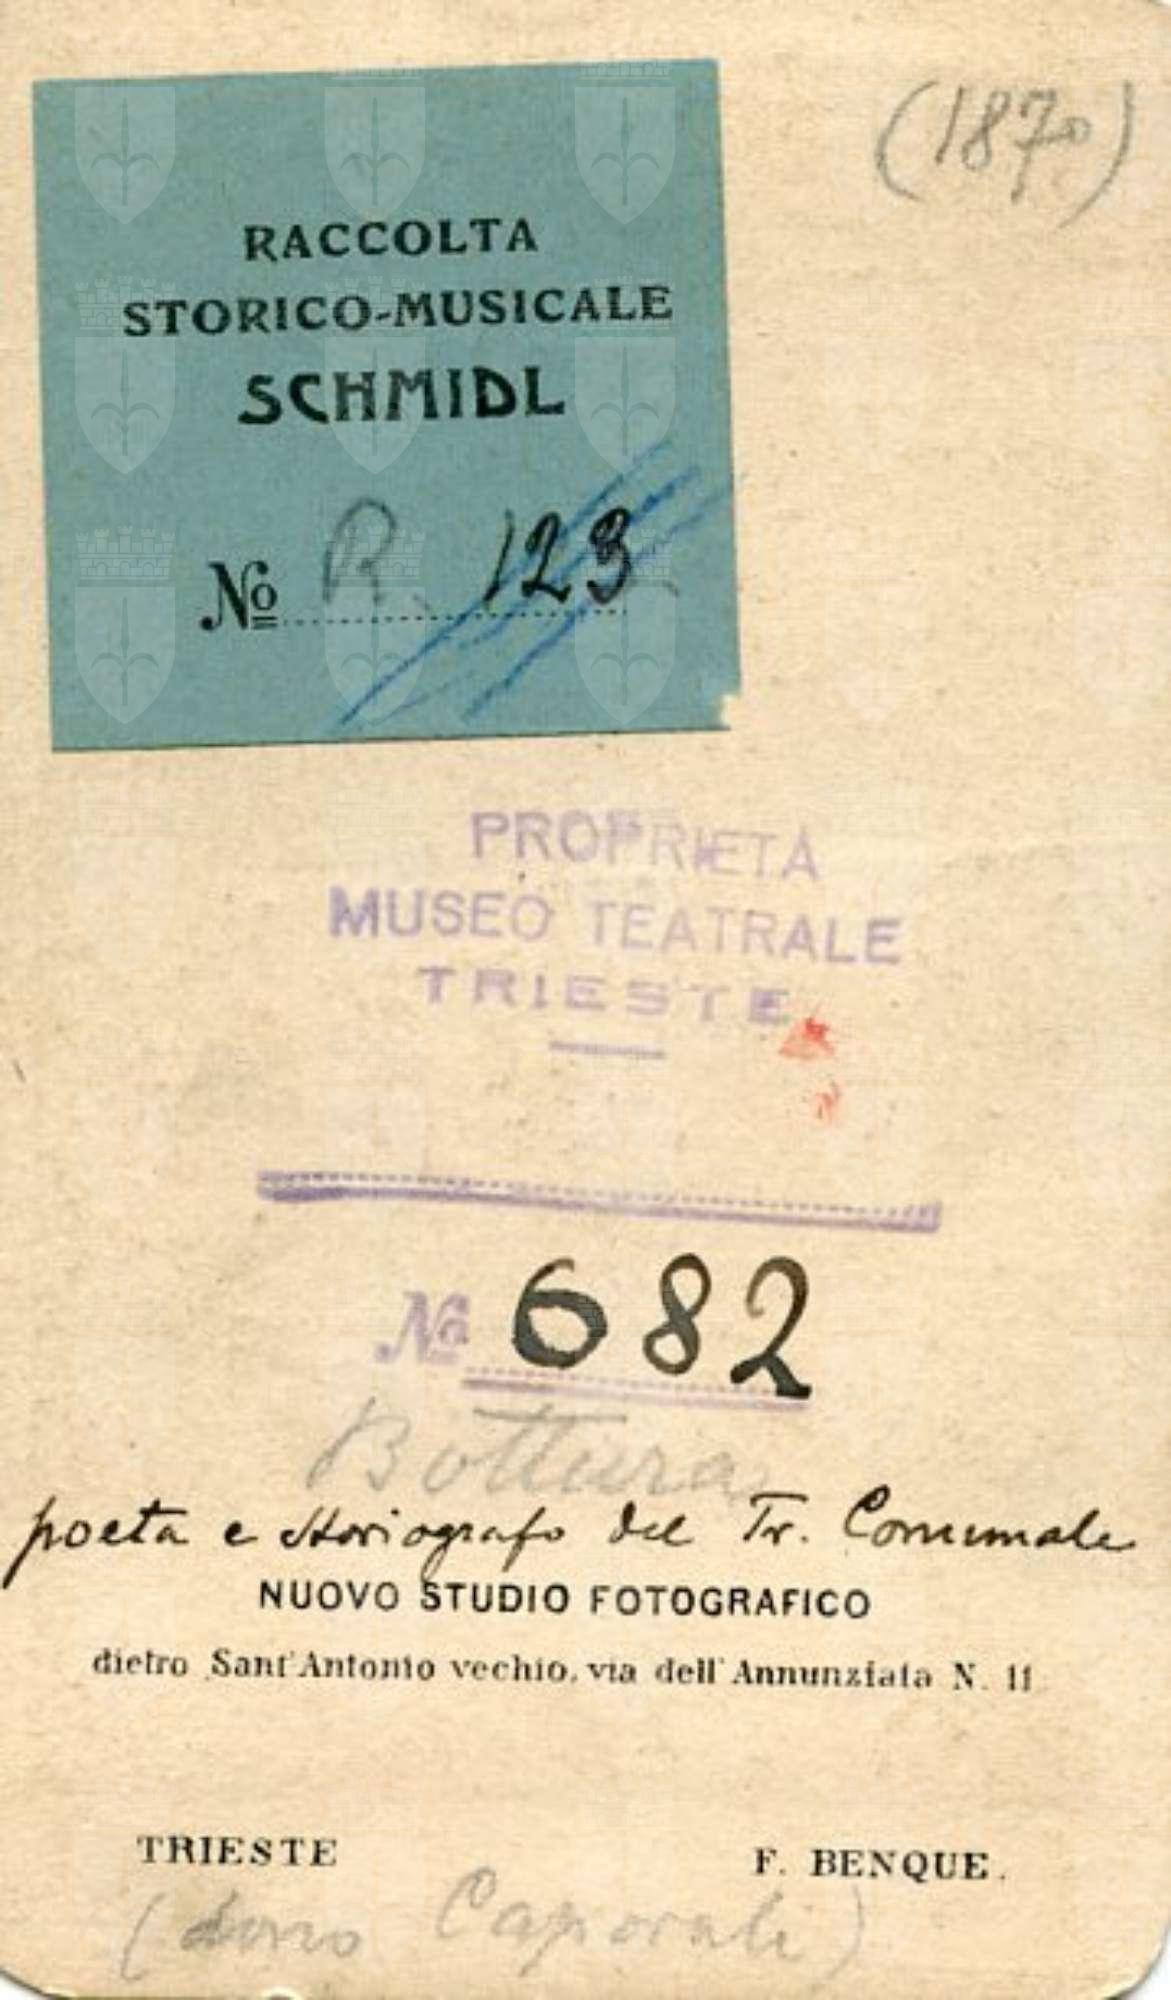 (1870)
RACCOLTA
STORICO-MUSICALE
SCHMIDL
No R. 123
PROPRIETÀ
MUSEO TEATRALE
TRIESTE
No 682
Bottura
poeta e storiografo del Tr. Comunale
NUOVO STUDIO FOTOGRAFICO
dietro Sant'Antonio vechio, via dell'Annunziata N. 11
TRIESTE F. BENQUE.
(dono Caporali)